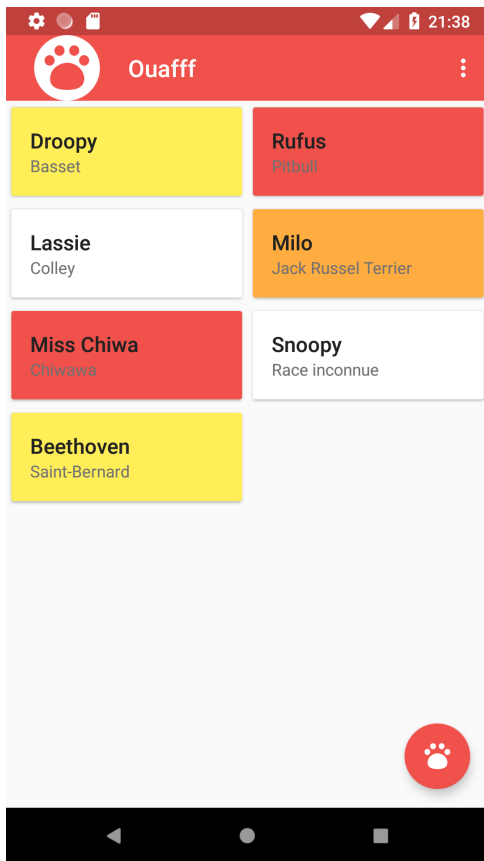 21:38
Ouafff
Droopy
Basset
Rufus
Pitbull
Lassie
Colley
Milo
Jack Russel Terrier
Miss Chiwa
Chiwawa
Snoopy
Race inconnue
Beethoven
Saint-Bernard